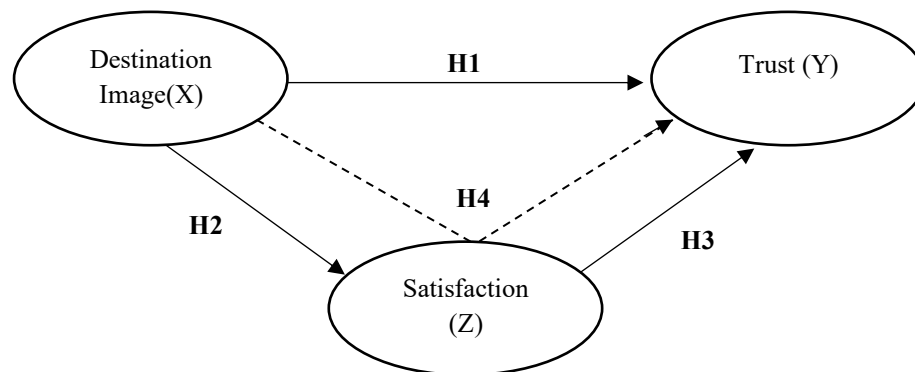 Destination
Image(X)
H1
Trust (Y)
H2
H4
H3
Satisfaction
(Z)